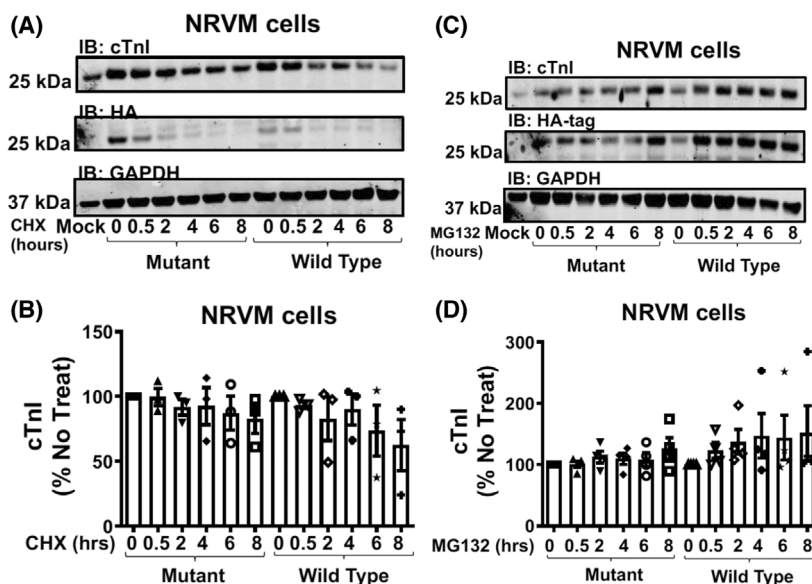 (A)
NRVM cells
IB: cTnI
25 kDa
IB: HA
25 kDa
IB: GAPDH
37 kDa
CHX Mock 0 0.5 2 4 6 8 0 0.5 2 4 6 8
(hours)
Mutant Wild Type
(C)
NRVM cells
IB: cTnI
25 kDa
IB: HA-tag
25 kDa
IB: GAPDH
37 kDa
MG132 Mock 0 0.5 2 4 6 8 0 0.5 2 4 6 8
(hours)
Mutant Wild Type
(B)
NRVM cells
cTnI
(% No Treat)
150
100
50
0
CHX (hrs) 0 0.5 2 4 6 8 0 0.5 2 4 6 8
Mutant Wild Type
(D)
NRVM cells
cTnI
(% No Treat)
300
200
100
0
MG132 (hrs) 0 0.5 2 4 6 8 0 0.5 2 4 6 8
Mutant Wild Type